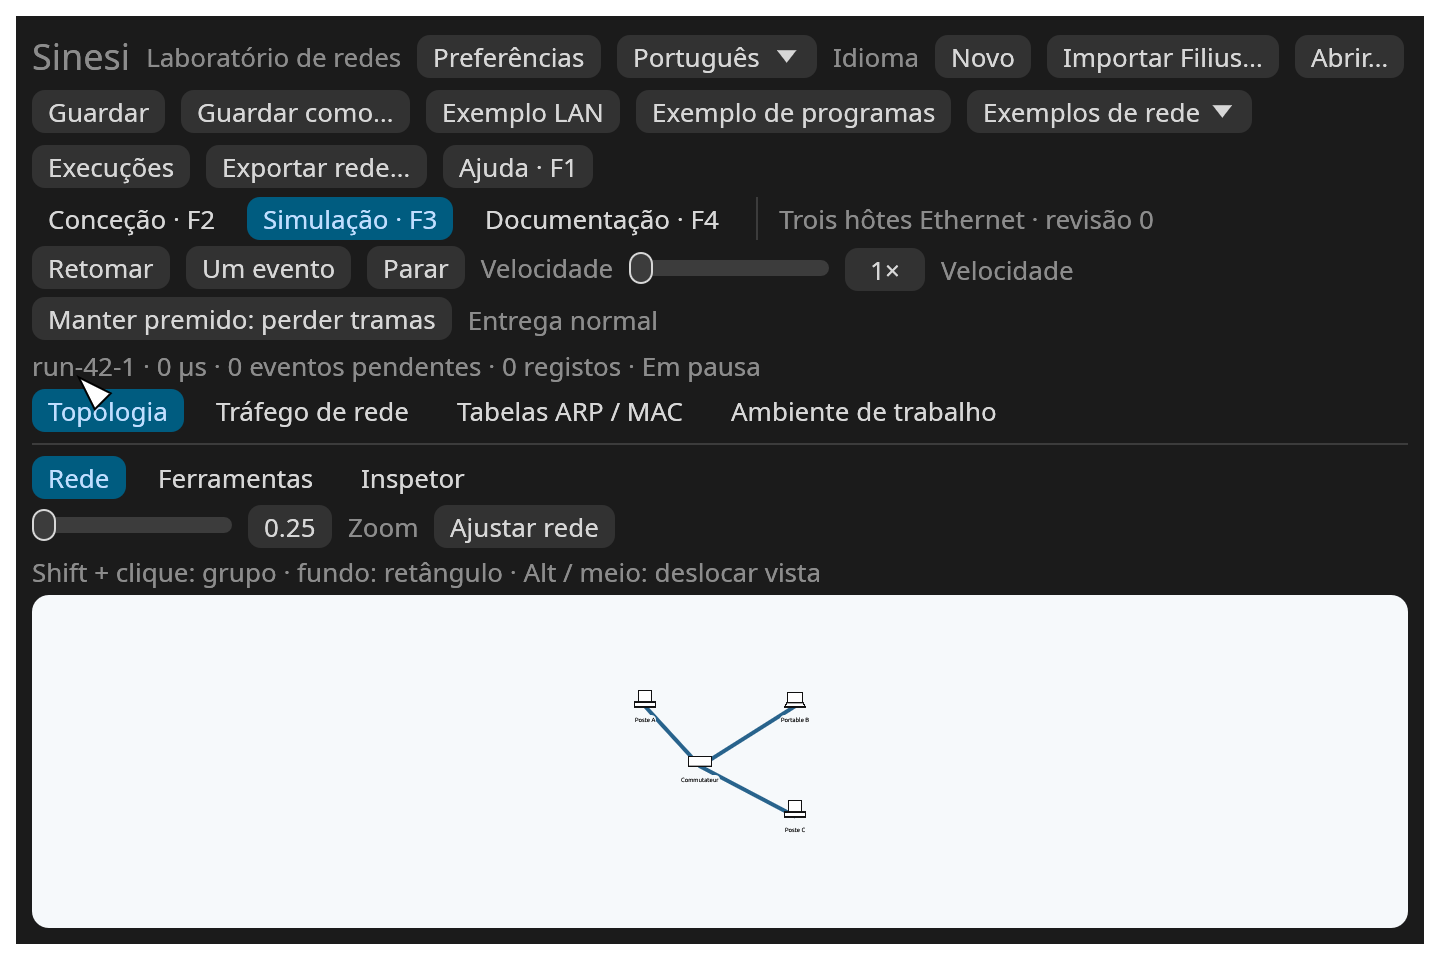 Sinesi Laboratório de redes Preferências Português Idioma Novo Importar Filius... Abrir...
Guardar Guardar como... Exemplo LAN Exemplo de programas Exemplos de rede
Execuções Exportar rede... Ajuda · F1
Conceção · F2 Simulação · F3 Documentação · F4 Trois hôtes Ethernet · revisão 0
Retomar Um evento Parar Velocidade 1× Velocidade
Manter premido: perder tramas Entrega normal
run-42-1 · 0 µs · 0 eventos pendentes · 0 registos · Em pausa
Topologia Tráfego de rede Tabelas ARP / MAC Ambiente de trabalho
Rede Ferramentas Inspetor
0.25 Zoom Ajustar rede
Shift + clique: grupo · fundo: retângulo · Alt / meio: deslocar vista
Poste A Portable B
Commutateur
Poste C